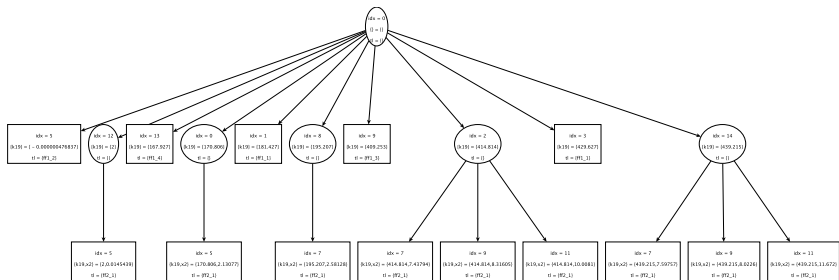 idx = 0
[] = []
tl = []
idx = 5
[k19] = [ − 0.000000476837]
tl = [ff1_2]
idx = 12
[k19] = [2]
tl = []
idx = 13
[k19] = [167.927]
tl = [ff1_4]
idx = 0
[k19] = [170.806]
tl = []
idx = 1
[k19] = [181.427]
tl = [ff1_1]
idx = 8
[k19] = [195.207]
tl = []
idx = 9
[k19] = [409.253]
tl = [ff1_3]
idx = 2
[k19] = [414.814]
tl = []
idx = 3
[k19] = [429.627]
tl = [ff1_1]
idx = 14
[k19] = [439.215]
tl = []
idx = 5
[k19,x2] = [2,0.0145439]
tl = [ff2_1]
idx = 5
[k19,x2] = [170.806,2.13077]
tl = [ff2_1]
idx = 7
[k19,x2] = [195.207,2.58128]
tl = [ff2_1]
idx = 7
[k19,x2] = [414.814,7.43794]
tl = [ff2_1]
idx = 9
[k19,x2] = [414.814,8.31605]
tl = [ff2_1]
idx = 11
[k19,x2] = [414.814,10.0081]
tl = [ff2_1]
idx = 7
[k19,x2] = [439.215,7.59757]
tl = [ff2_1]
idx = 9
[k19,x2] = [439.215,8.0226]
tl = [ff2_1]
idx = 11
[k19,x2] = [439.215,11.672]
tl = [ff2_1]